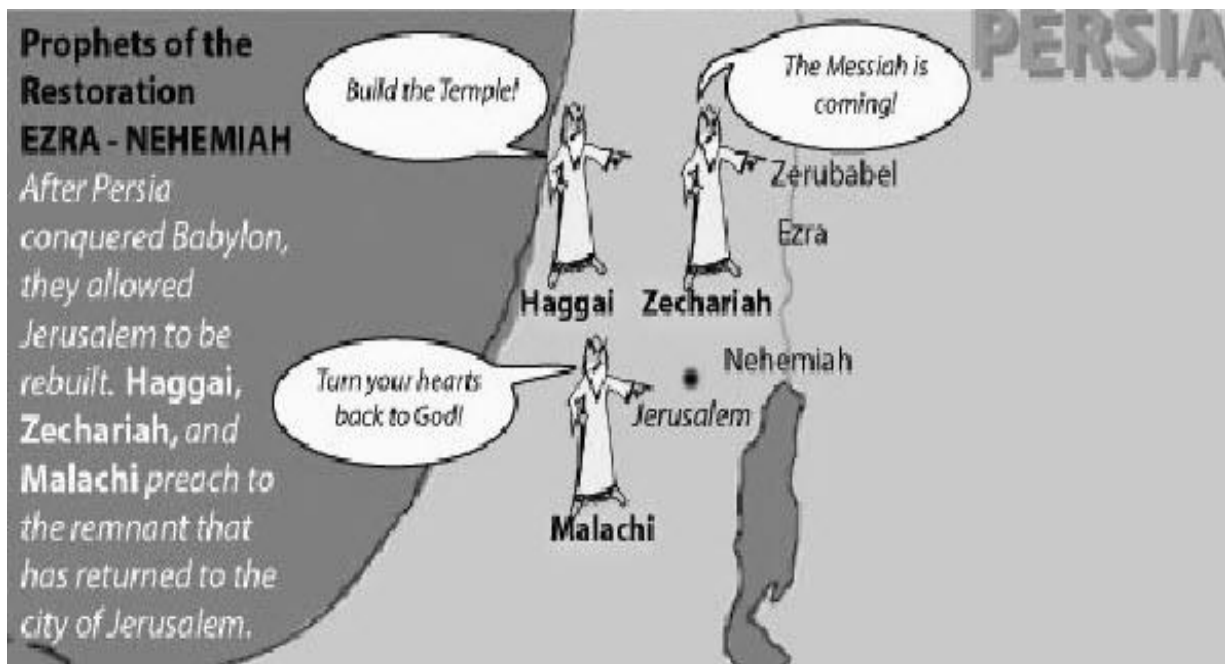 Prophets of the
Restoration
EZRA - NEHEMIAH
After Persia
conquered Babylon,
they allowed
Jerusalem to be
rebuilt. Haggai,
Zechariah, and
Malachi preach to
the remnant that
has returned to the
city of Jerusalem.
Build the Temple!
The Messiah is
coming!
PERSIA
Zerubabel
Ezra
Haggai
Zechariah
Turn your hearts
back to God!
Nehemiah
Jerusalem
Malachi